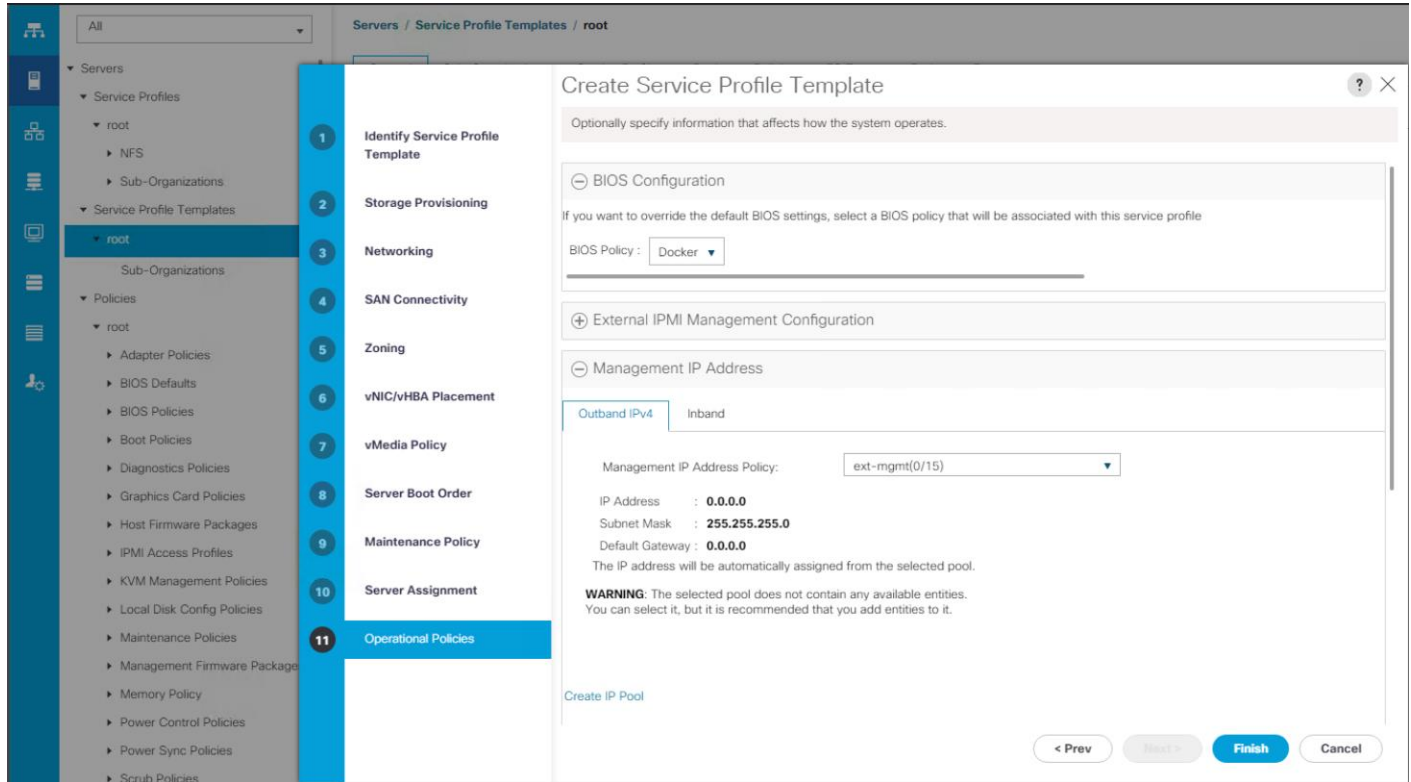 All
Servers / Service Profile Templates / root
Servers
Service Profiles
root
NFS
Sub-Organizations
Service Profile Templates
root
Sub-Organizations
Policies
root
Adapter Policies
BIOS Defaults
BIOS Policies
Boot Policies
Diagnostics Policies
Graphics Card Policies
Host Firmware Packages
IPMI Access Profiles
KVM Management Policies
Local Disk Config Policies
Maintenance Policies
Management Firmware Package
Memory Policy
Power Control Policies
Power Sync Policies
Scrub Policies
1 Identify Service Profile
Template
2 Storage Provisioning
3 Networking
4 SAN Connectivity
5 Zoning
6 vNIC/vHBA Placement
7 vMedia Policy
8 Server Boot Order
9 Maintenance Policy
10 Server Assignment
11 Operational Policies
Create Service Profile Template
? 
Optionally specify information that affects how the system operates.
BIOS Configuration
If you want to override the default BIOS settings, select a BIOS policy that will be associated with this service profile
BIOS Policy : Docker
External IPMI Management Configuration
Management IP Address
Outband IPv4 Inband
Management IP Address Policy: ext-mgmt(0/15)
IP Address : 0.0.0.0
Subnet Mask : 255.255.255.0
Default Gateway : 0.0.0.0
The IP address will be automatically assigned from the selected pool.
WARNING: The selected pool does not contain any available entities.
You can select it, but it is recommended that you add entities to it.
Create IP Pool
< Prev Next > Finish Cancel